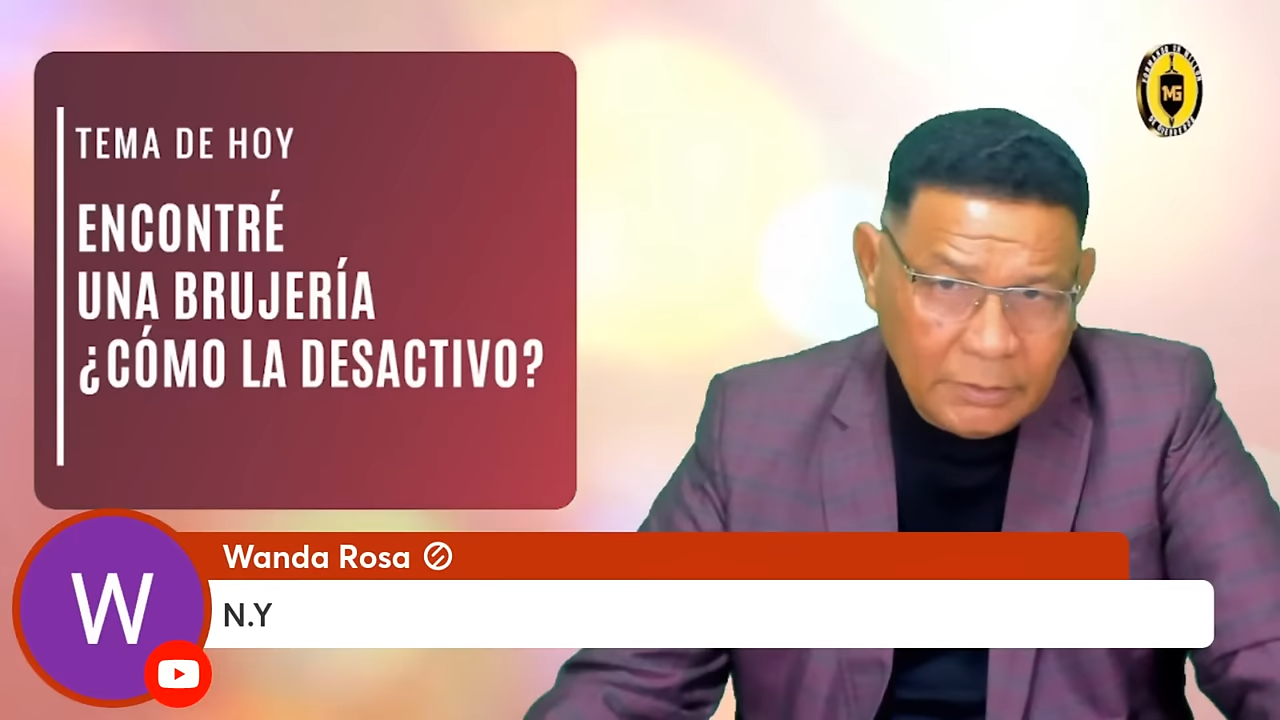 TEMA DE HOY
ENCONTRÉ
UNA BRUJERÍA
¿CÓMO LA DESACTIVO?
MG
Wanda Rosa
W
N.Y